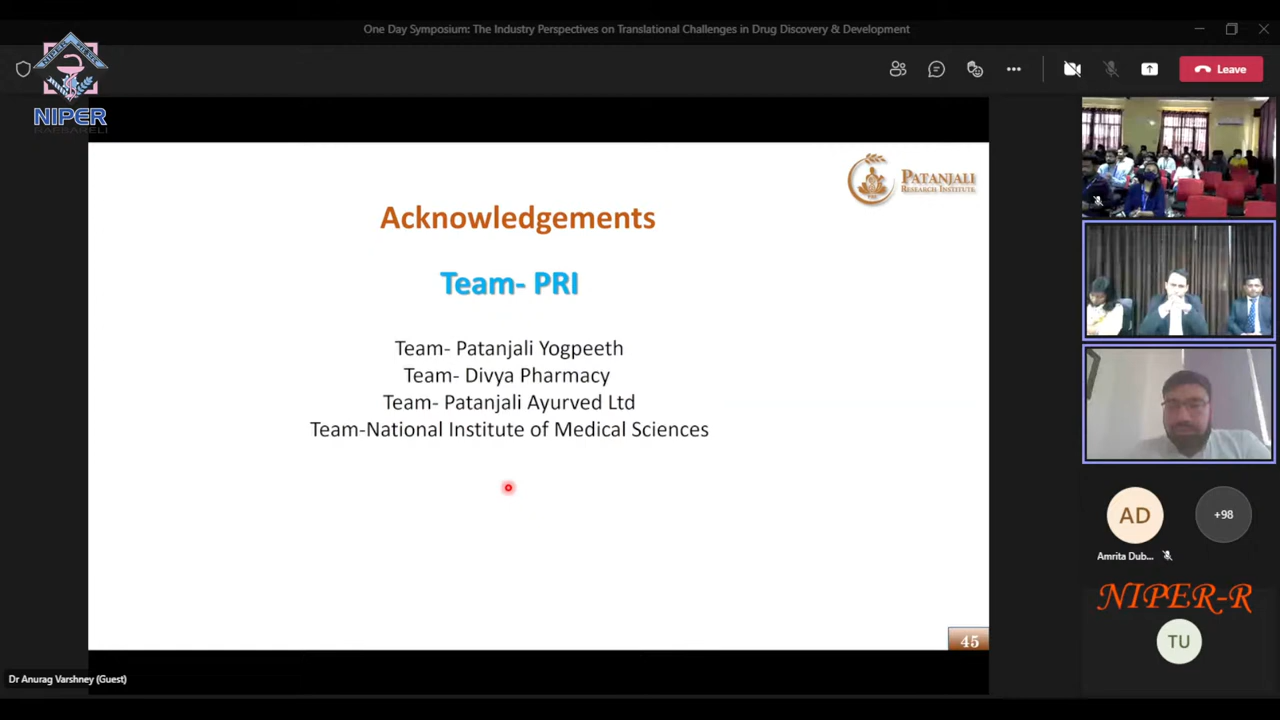 One Day Symposium: The Industry Perspectives on Translational Challenges in Drug Discovery & Development
NIPER
RAEBARELI
Leave
PATANJALI
RESEARCH INSTITUTE
Acknowledgements
Team- PRI
Team- Patanjali Yogpeeth
Team- Divya Pharmacy
Team- Patanjali Ayurved Ltd
Team-National Institute of Medical Sciences
45
AD
+98
Amrita Dub...
NIPER-R
TU
Dr Anurag Varshney (Guest)